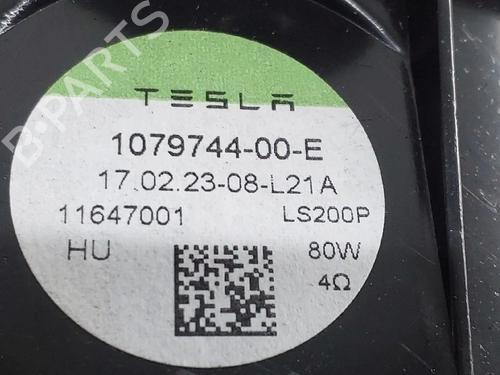 B-PARTS
TESLA
1079744-00-E
17.02.23-08-L21A
11647001 LS200P
HU 80W
4Ω